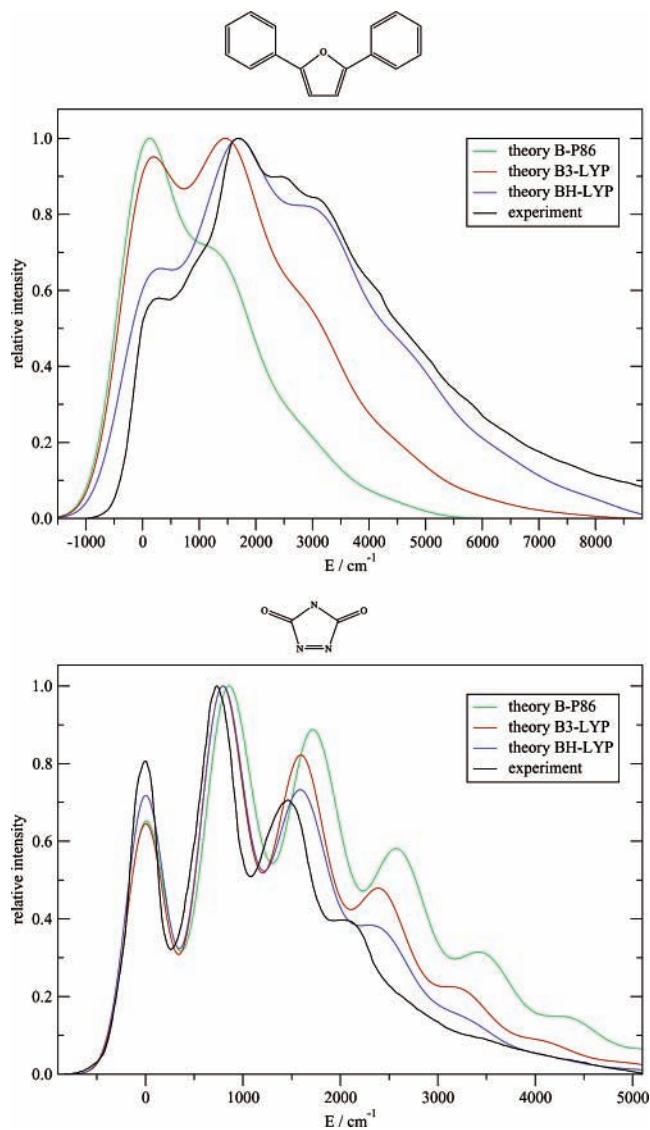 O
1.0
0.8
0.6
0.4
0.2
0.0
relative intensity
theory B-P86
theory B3-LYP
theory BH-LYP
experiment
-1000 0 1000 2000 3000 4000 5000 6000 7000 8000
E / cm-1
O N O
N N
1.0
0.8
0.6
0.4
0.2
0.0
relative intensity
theory B-P86
theory B3-LYP
theory BH-LYP
experiment
0 1000 2000 3000 4000 5000
E / cm-1